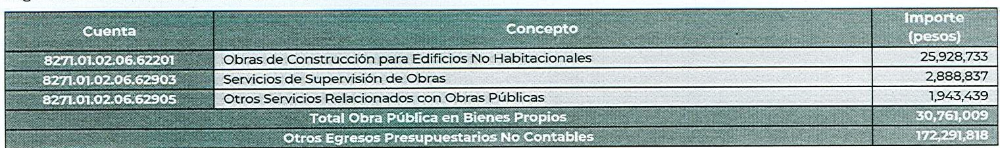 Cuenta Concepto Importe (pesos)
8271.01.02.06.62201 Obras de Construcción para Edificios No Habitacionales 25,928,733
8271.01.02.06.62903 Servicios de Supervisión de Obras 2,888,837
8271.01.02.06.62905 Otros Servicios Relacionados con Obras Públicas 1,943,439
Total Obra Pública en Bienes Propios 30,761,009
Otros Egresos Presupuestarios No Contables 172,291,818